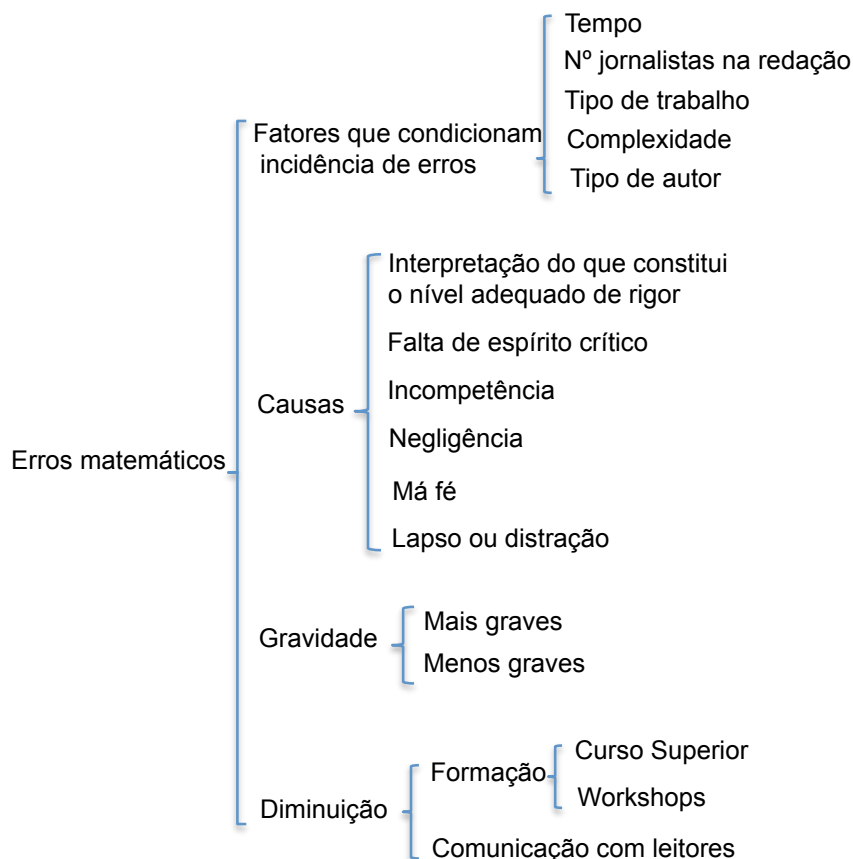 Erros matemáticos
Fatores que condicionam
incidência de erros
Tempo
Nº jornalistas na redação
Tipo de trabalho
Complexidade
Tipo de autor
Causas
Interpretação do que constitui
o nível adequado de rigor
Falta de espírito crítico
Incompetência
Negligência
Má fé
Lapso ou distração
Gravidade
Mais graves
Menos graves
Diminuição
Formação
Curso Superior
Workshops
Comunicação com leitores